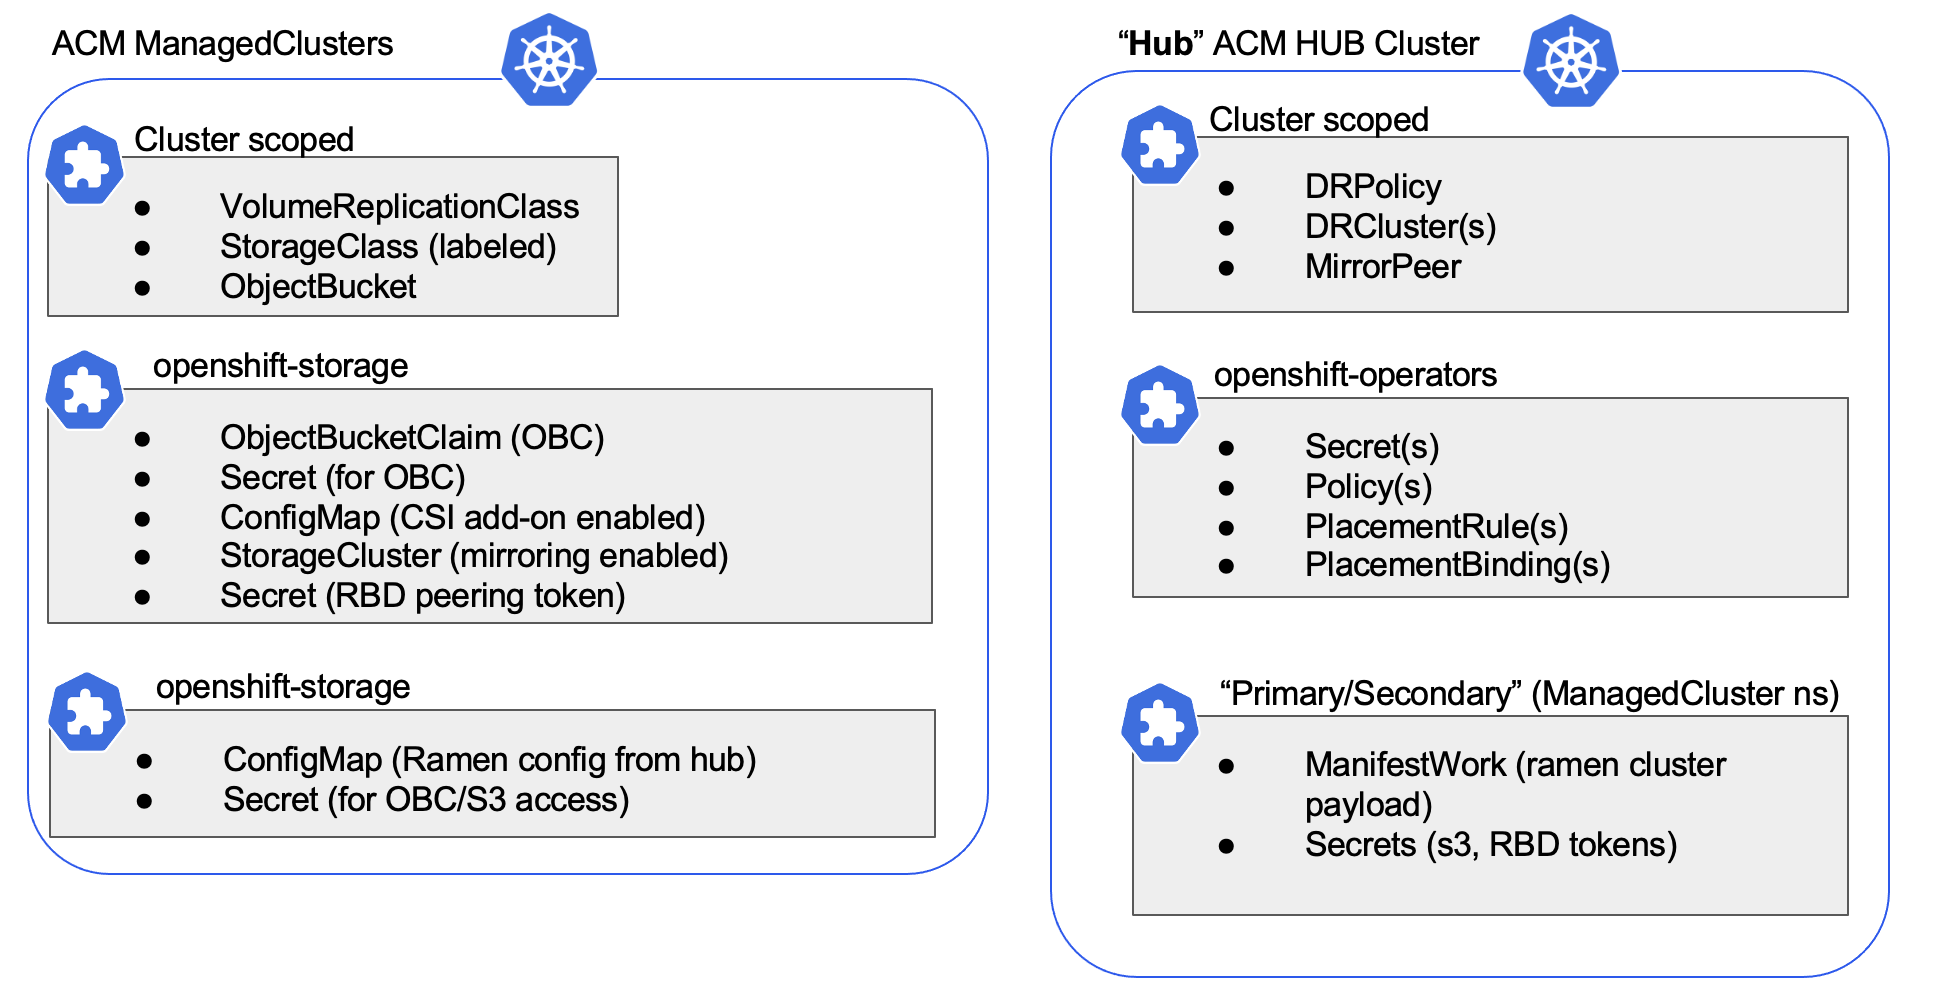 ACM ManagedClusters
Cluster scoped
● VolumeReplicationClass
● StorageClass (labeled)
● ObjectBucket
openshift-storage
● ObjectBucketClaim (OBC)
● Secret (for OBC)
● ConfigMap (CSI add-on enabled)
● StorageCluster (mirroring enabled)
● Secret (RBD peering token)
openshift-storage
● ConfigMap (Ramen config from hub)
● Secret (for OBC/S3 access)
“Hub” ACM HUB Cluster
Cluster scoped
● DRPolicy
● DRCluster(s)
● MirrorPeer
openshift-operators
● Secret(s)
● Policy(s)
● PlacementRule(s)
● PlacementBinding(s)
“Primary/Secondary” (ManagedCluster ns)
● ManifestWork (ramen cluster
payload)
● Secrets (s3, RBD tokens)